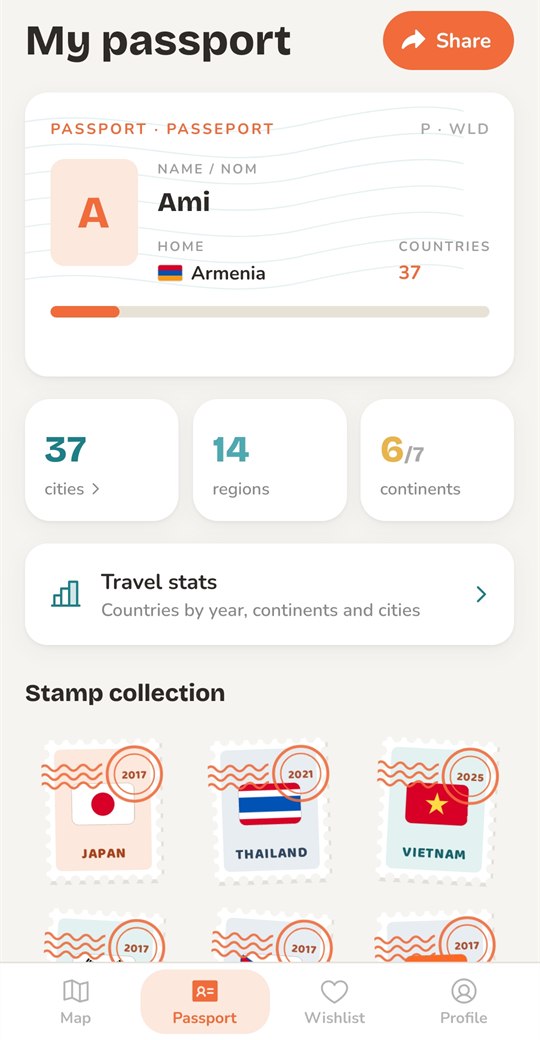 My passport
Share
PASSPORT · PASSEPORT
P · WLD
A
NAME / NOM
Ami
HOME
COUNTRIES
Armenia
37
37
14
6/7
cities
regions
continents
Travel stats
Countries by year, continents and cities
Stamp collection
2017
2021
2025
JAPAN
THAILAND
VIETNAM
2017
2017
2017
Map
Passport
Wishlist
Profile